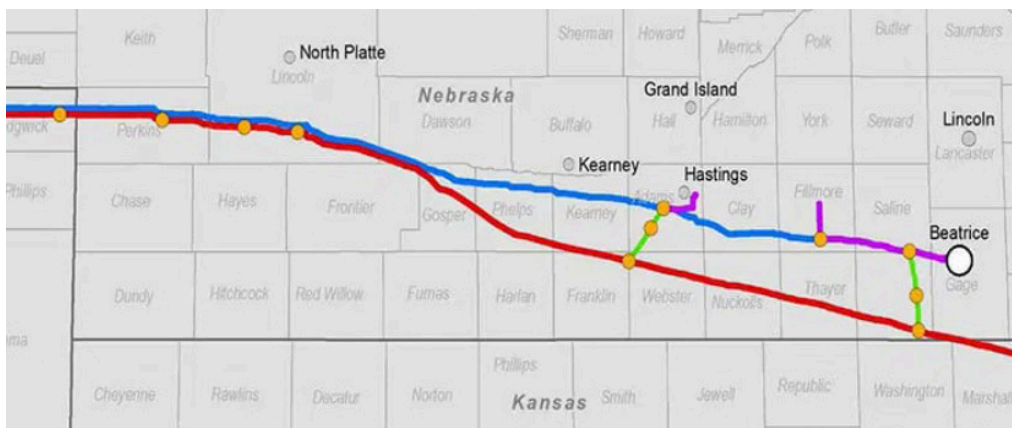 Keith
Sherman
Howard
Merrick
Polk
Butler
Saunders
Deuel
North Platte
Lincoln
Nebraska
Grand Island
dgwick
Perkins
Dawson
Buffalo
Hall
Hamilton
York
Seward
Lincoln
Lancaster
Kearney
Hastings
Phillips
Chase
Hayes
Frontier
Gosper
Phelps
Kearney
Adams
Clay
Fillmore
Saline
Beatrice
Gage
Dundy
Hitchcock
Red Willow
Furnas
Harlan
Franklin
Webster
Nuckolls
Thayer
uma
Phillips
Cheyenne
Rawlins
Decatur
Norton
Kansas
Smith
Jewell
Republic
Washington
Marshall